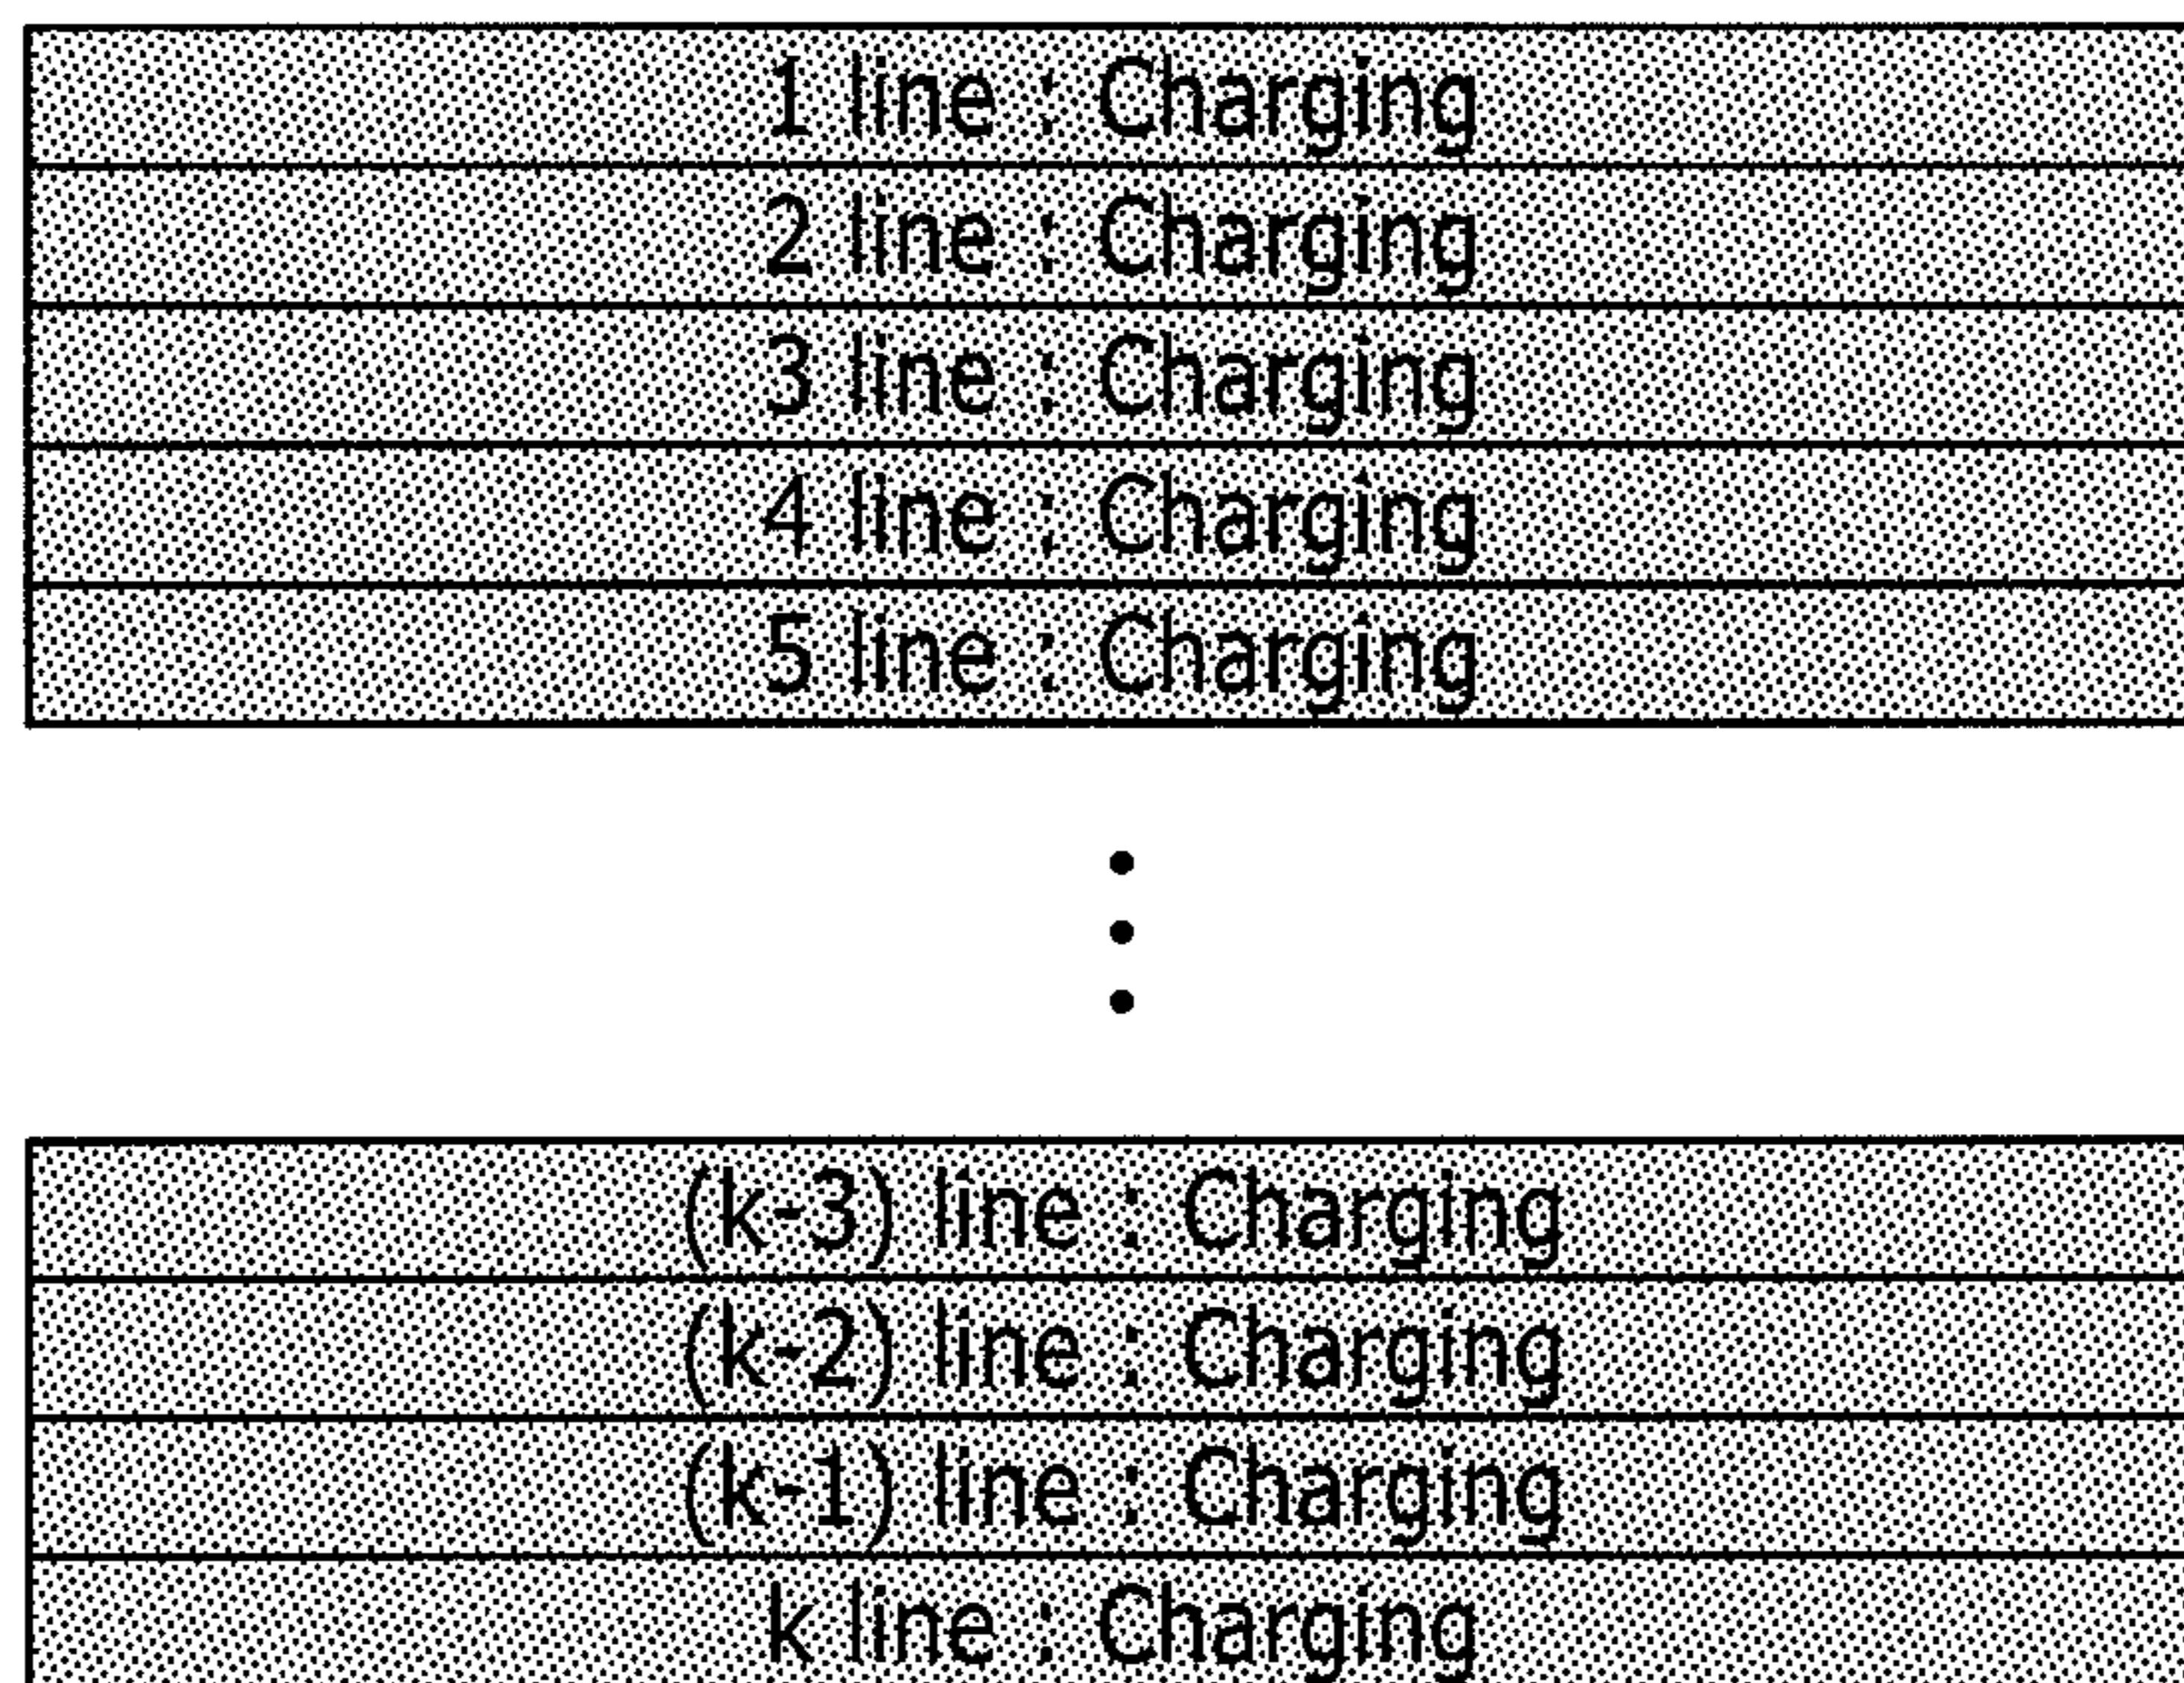 1 line : Charging
2 line : Charging
3 line : Charging
4 line : Charging
5 line : Charging
(k-3) line : Charging
(k-2) line : Charging
(k-1) line : Charging
k line : Charging